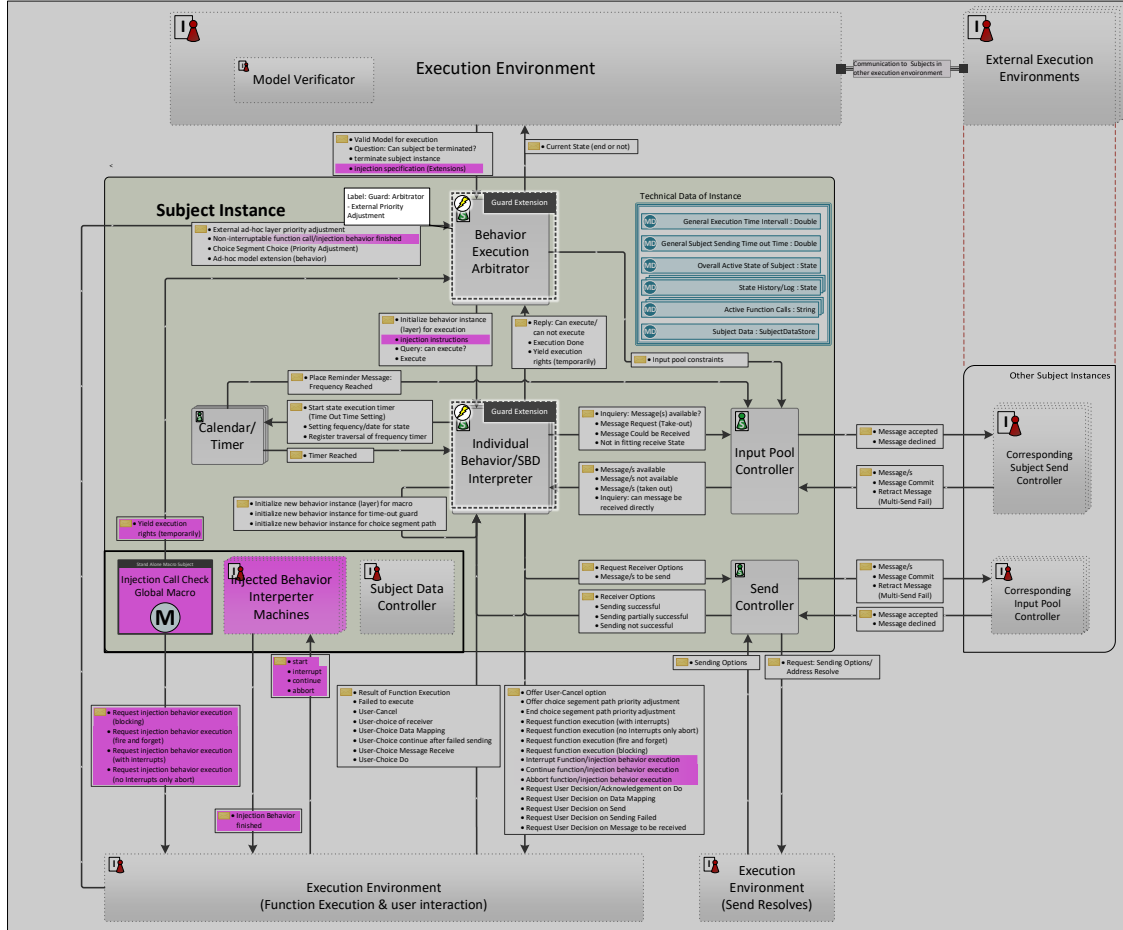 Execution Environment
Model Verificator
Communication to Subjects in
other execution envoironment
External Execution
Environments
• Valid Model for execution
• Question: Can subject be terminated?
• terminate subject instance
• injection specification (Extensions)
• Current State (end or not)
<
Subject Instance
Label: Guard: Arbitrator
- External Priority
Adjustment
Guard Extension
Behavior
Execution
Arbitrator
• External ad-hoc layer priority adjustment
• Non-interruptable function call/injection behavior finished
• Choice Segment Choice (Priority Adjustment)
• Ad-hoc model extension (behavior)
Technical Data of Instance
MD General Execution Time Intervall : Double
MD General Subject Sending Time out Time : Double
MD Overall Active State of Subject : State
MD State History/Log : State
MD Active Function Calls : String
MD Subject Data : SubjectDataStore
• Initialize behavior instance
(layer) for execution
• injection instructions
• Query: can execute?
• Execute
• Reply: Can execute/
can not execute
• Execution Done
• Yield execution
rights (temporarily)
• Input pool constraints
• Place Reminder Message:
Frequency Reached
Other Subject Instances
Calendar/
Timer
• Start state execution timer
(Time Out Time Setting)
• Setting fequency/date for state
• Register traversal of frequency timer
• Timer Reached
Guard Extension
Individual
Behavior/SBD
Interpreter
• Inquiery: Message(s) available?
• Message Request (Take-out)
• Message Could be Received
• Not in fitting receive State
• Message/s available
• Message/s not available
• Message/s (taken out)
• Inquiery: can message be
received directly
Input Pool
Controller
• Message accepted
• Message declined
• Message/s
• Message Commit
• Retract Message
(Multi-Send Fail)
Corresponding
Subject Send
Controller
• Initialize new behavior instance (layer) for macro
• initialize new behavior instance for time-out guard
• initialize new behavior instance for choice segment path
• Yield execution
rights (temporarily)
Stand Alone Macro Subject
Injection Call Check
Global Macro
M
Injected Behavior
Interperter
Machines
Subject Data
Controller
• Request Receiver Options
• Message/s to be send
• Receiver Options
• Sending successful
• Sending partially successful
• Sending not successful
Send
Controller
• Message/s
• Message Commit
• Retract Message
(Multi-Send Fail)
• Message accepted
• Message declined
Corresponding
Input Pool
Controller
• start
• interrupt
• continue
• abbort
• Sending Options
• Request: Sending Options/
Address Resolve
• Request injection behavior execution
(blocking)
• Request injection behavior execution
(fire and forget)
• Request injection behavior execution
(with interrupts)
• Request injection behavior execution
(no Interrupts only abort)
• Result of Function Execution
• Failed to execute
• User-Cancel
• User-choice of receiver
• User-Choice Data Mapping
• User-Choice continue after failed sending
• User-Choice Message Receive
• User-Choice Do
• Offer User-Cancel option
• Offer choice segement path priority adjustment
• End choice segement path priority adjustment
• Request function execution (with interrupts)
• Request function execution (no Interrupts only abort)
• Request function execution (fire and forget)
• Request function execution (blocking)
• Interrupt Function/injection behavior execution
• Continue function/injection behavior execution
• Abbort function/injection behavior execution
• Request User Decision/Acknowledgement on Do
• Request User Decision on Data Mapping
• Request User Decision on Send
• Request User Decision on Sending Failed
• Request User Decision on Message to be received
• Injection Behavior
finished
Execution Environment
(Function Execution & user interaction)
Execution
Environment
(Send Resolves)